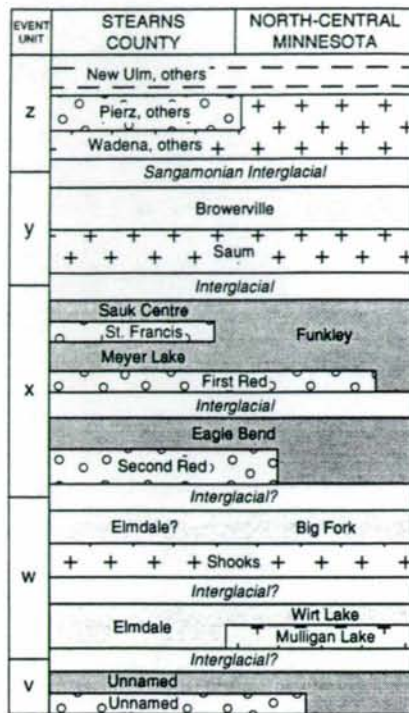 EVENT UNIT
STEARNS COUNTY
NORTH-CENTRAL MINNESOTA
z
New Ulm, others
Pierz, others
Wadena, others
Sangamonian Interglacial
y
Browerville
Saum
Interglacial
x
Sauk Centre
St. Francis
Funkley
Meyer Lake
First Red
Interglacial
Eagle Bend
Second Red
Interglacial?
w
Elmdale?
Big Fork
Shooks
Interglacial?
Wirt Lake
Elmdale
Mulligan Lake
Interglacial?
v
Unnamed
Unnamed